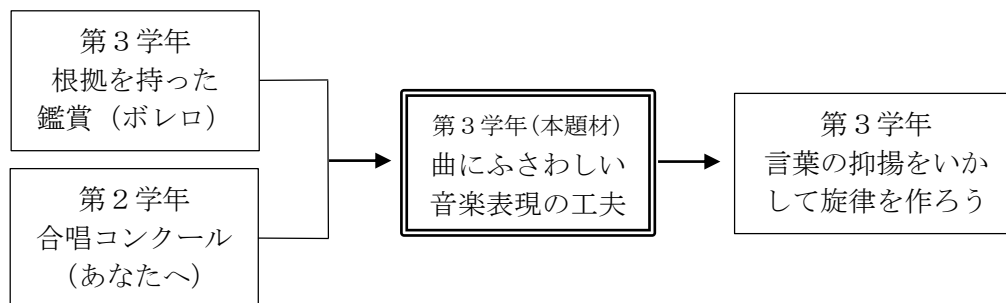 第3学年
根拠を持った
鑑賞（ボレロ）
第2学年
合唱コンクール
（あなたへ）
第３学年(本題材)
曲にふさわしい
音楽表現の工夫
第３学年
言葉の抑揚をいか
して旋律を作ろう